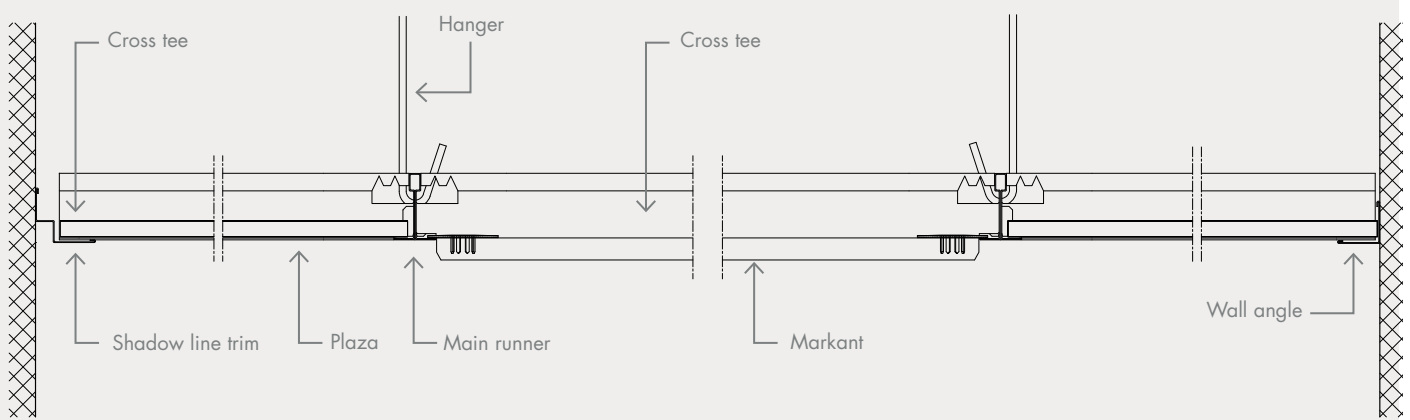 Hanger
Cross tee
Cross tee
Wall angle
Shadow line trim
Plaza
Main runner
Markant